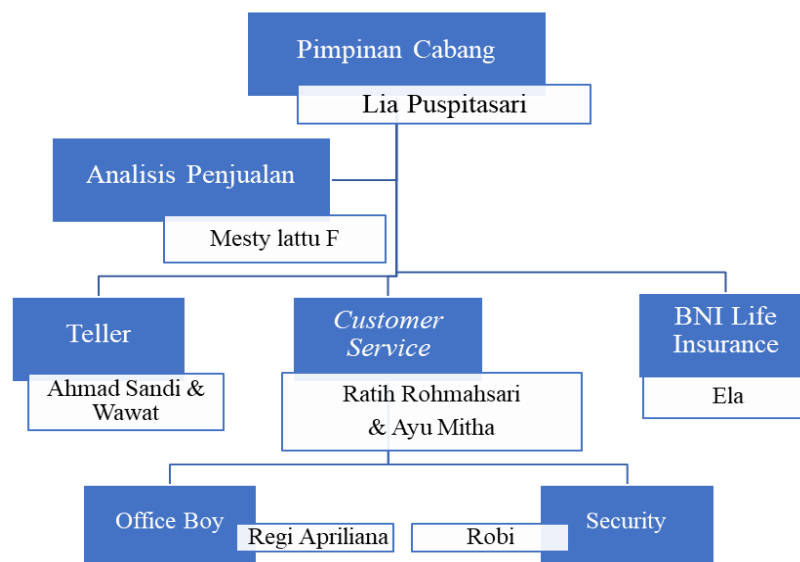 Pimpinan Cabang
Lia Puspitasari
Analisis Penjualan
Mesty lattu F
Teller
Ahmad Sandi &
Wawat
Customer
Service
Ratih Rohmahsari
& Ayu Mitha
BNI Life
Insurance
Ela
Office Boy
Regi Apriliana
Robi
Security